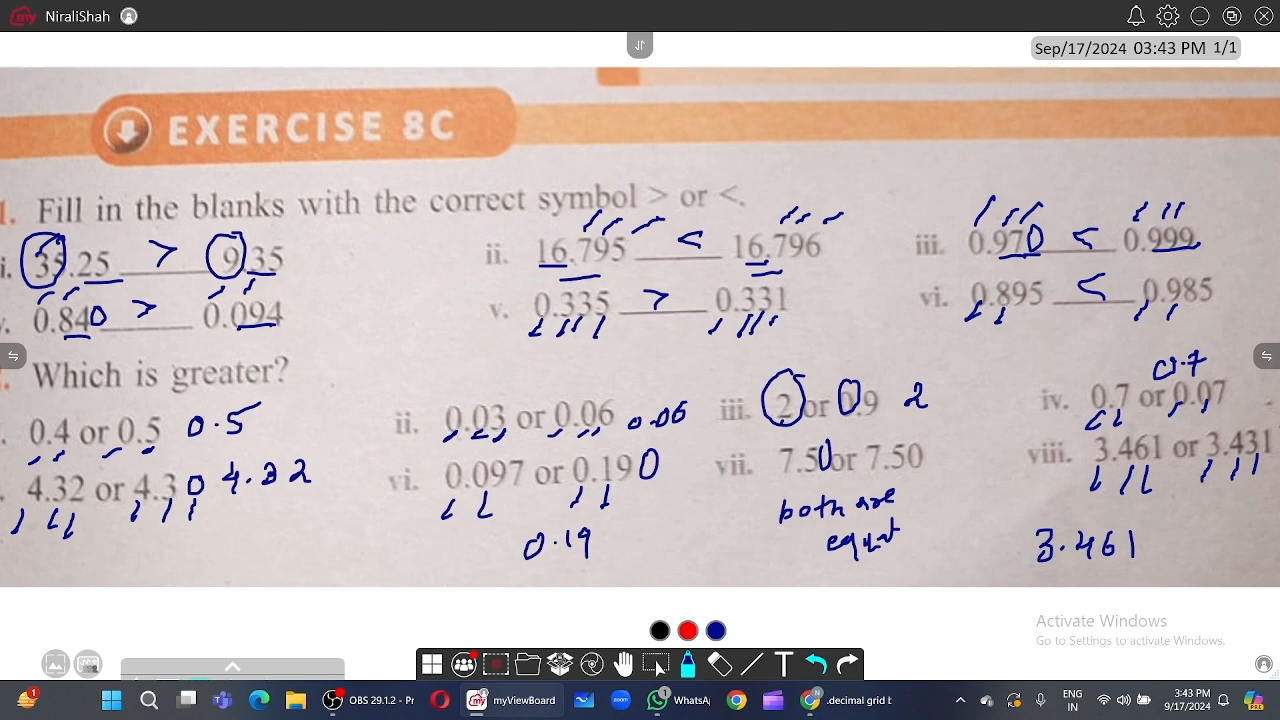 my NiraliShah
Sep/17/2024 03:43 PM 1/1
EXERCISE 8C
1. Fill in the blanks with the correct symbol > or <.
i. 35.25 > 9.35 ii. 16.795 < 16.796 iii. 0.970 < 0.999
v. 0.840 > 0.094 v. 0.335 > 0.331 vi. 0.895 < 0.985
Which is greater?
0.4 or 0.5 0.5 ii. 0.03 or 0.06 0.06 iii. 2 or 0.9 2 iv. 0.7 or 0.07 0.7
4.32 or 4.30 4.32 vi. 0.097 or 0.190 vii. 7.50 or 7.50 viii. 3.461 or 3.431
0.19 both are equal 3.461
Activate Windows
Go to Settings to activate Windows.
OBS 29.12 - Pr my myViewBoard zoom WhatsA .decimal grid t
ENG
IN
3:43 PM
9/17/2024